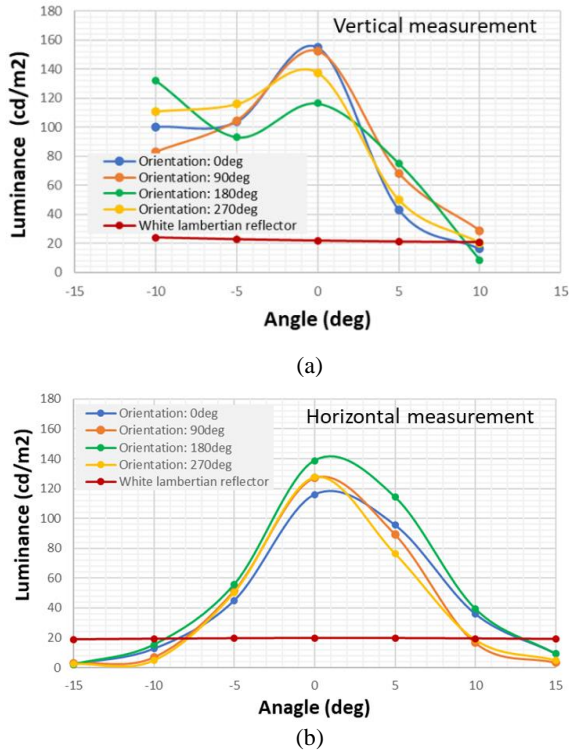 Vertical measurement
180
160
140
120
100
80
60
40
20
0
Luminance (cd/m2)
Orientation: 0deg
Orientation: 90deg
Orientation: 180deg
Orientation: 270deg
White lambertian reflector
-15 -10 -5 0 5 10 15
Angle (deg)
(a)
Horizontal measurement
180
160
140
120
100
80
60
40
20
0
Luminance (cd/m2)
Orientation: 0deg
Orientation: 90deg
Orientation: 180deg
Orientation: 270deg
White lambertian reflector
-15 -10 -5 0 5 10 15
Anagle (deg)
(b)